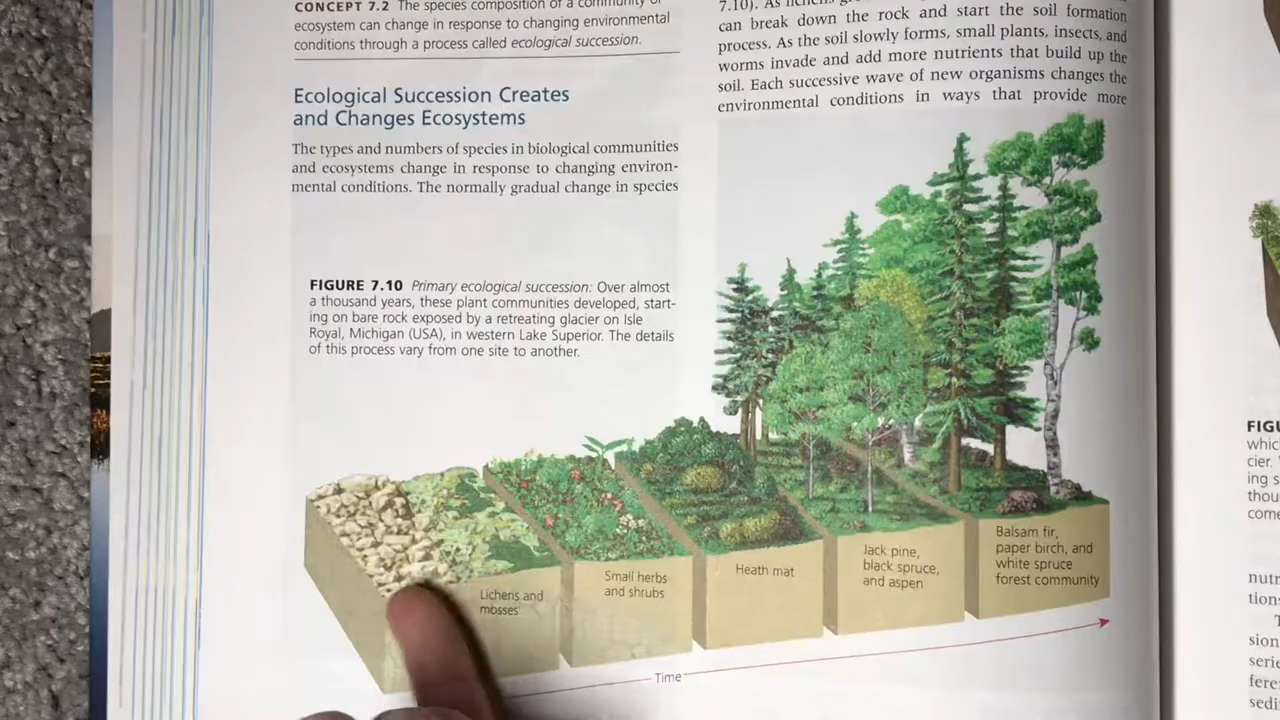 CONCEPT 7.2 The species composition of a community or
ecosystem can change in response to changing environmental
conditions through a process called ecological succession.
Ecological Succession Creates
and Changes Ecosystems
The types and numbers of species in biological communities
and ecosystems change in response to changing environ-
mental conditions. The normally gradual change in species
FIGURE 7.10 Primary ecological succession: Over almost
a thousand years, these plant communities developed, start-
ing on bare rock exposed by a retreating glacier on Isle
Royal, Michigan (USA), in western Lake Superior. The details
of this process vary from one site to another.
7.10). As lichens
can break down the rock and start the soil formation
process. As the soil slowly forms, small plants, insects, and
worms invade and add more nutrients that build up the
soil. Each successive wave of new organisms changes the
environmental conditions in ways that provide more
Lichens and
mosses
Small herbs
and shrubs
Heath mat
Jack pine,
black spruce,
and aspen
Balsam fir,
paper birch, and
white spruce
forest community
Time
FIGU
which
cier.
ing s
thou
come
nutr
tions
sion
serie
fere
sedi